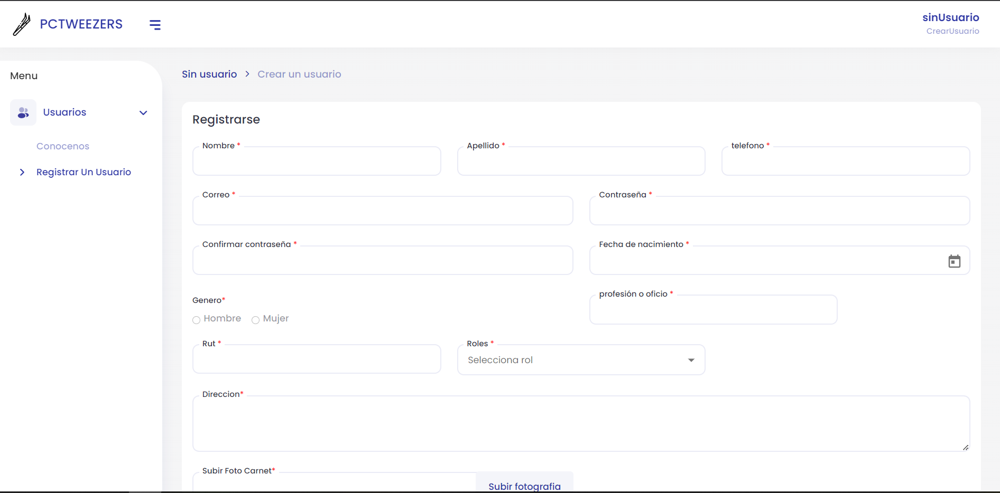 PCTWEEZERS
sinUsuario
CrearUsuario
Menu
Usuarios
Conocenos
Registrar Un Usuario
Sin usuario > Crear un usuario
Registrarse
Nombre * Apellido * telefono *
Correo * Contraseña *
Confirmar contraseña * Fecha de nacimiento *
Genero* profesión o oficio *
Hombre Mujer
Rut * Roles *
Selecciona rol
Direccion*
Subir Foto Carnet*
Subir fotografia